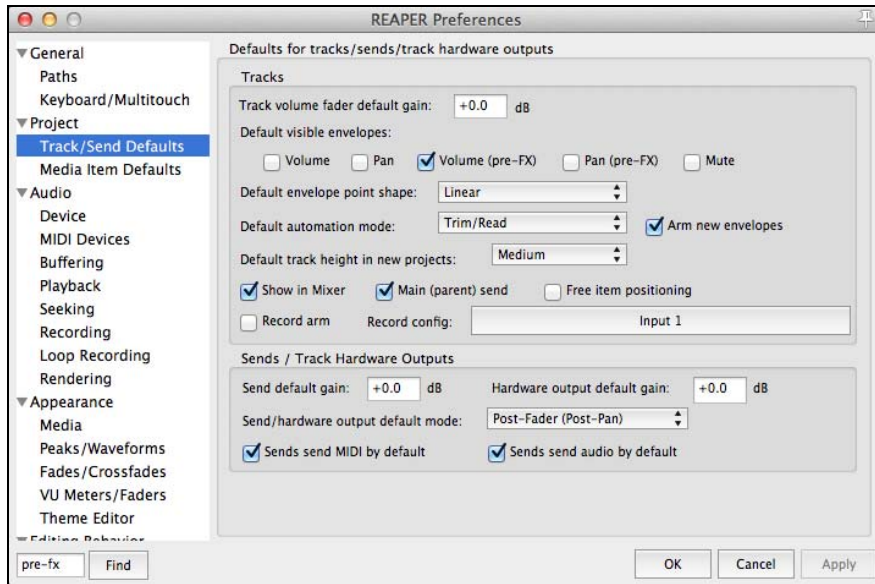 REAPER Preferences
General
Paths
Keyboard/Multitouch
Project
Track/Send Defaults
Media Item Defaults
Audio
Device
MIDI Devices
Buffering
Playback
Seeking
Recording
Loop Recording
Rendering
Appearance
Media
Peaks/Waveforms
Fades/Crossfades
VU Meters/Faders
Theme Editor
Editing Behavior
pre-fx Find
Defaults for tracks/sends/track hardware outputs
Tracks
Track volume fader default gain: +0.0 dB
Default visible envelopes:
Volume Pan Volume (pre-FX) Pan (pre-FX) Mute
Default envelope point shape: Linear
Default automation mode: Trim/Read Arm new envelopes
Default track height in new projects: Medium
Show in Mixer Main (parent) send Free item positioning
Record arm Record config: Input 1
Sends / Track Hardware Outputs
Send default gain: +0.0 dB Hardware output default gain: +0.0 dB
Send/hardware output default mode: Post-Fader (Post-Pan)
Sends send MIDI by default Sends send audio by default
OK Cancel Apply